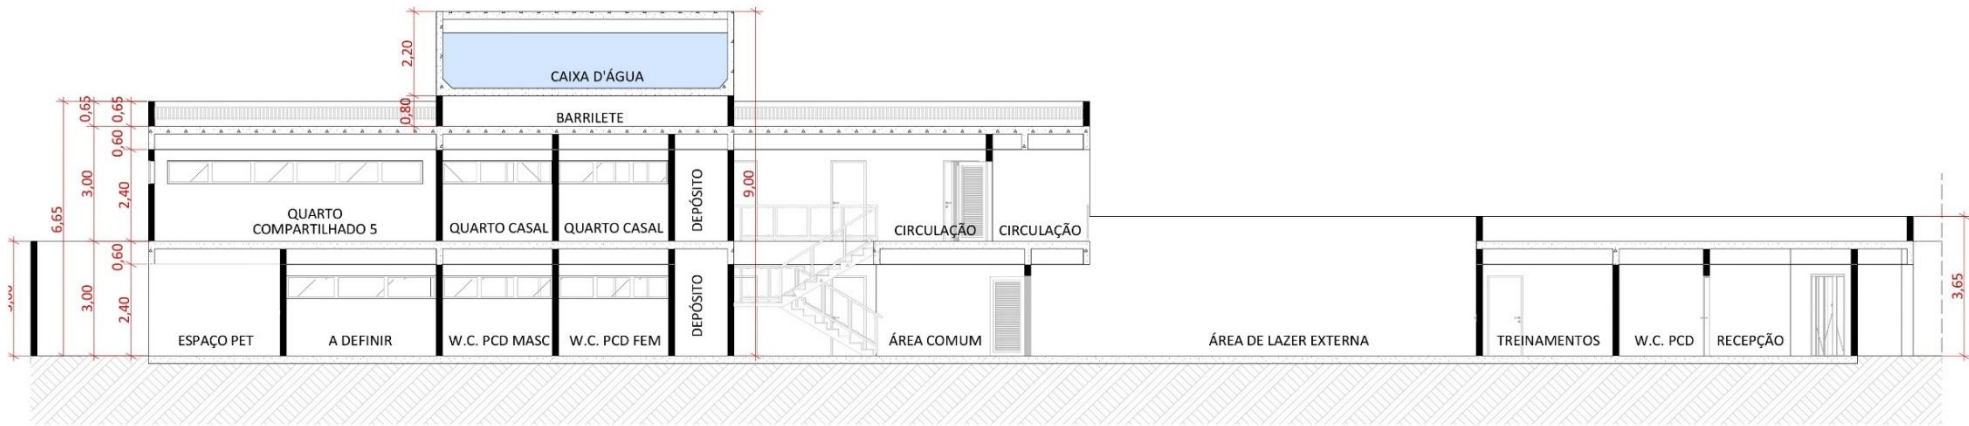 2,20
CAIXA D'ÁGUA
0,65
0,65
0,80
BARRILETE
0,60
6,65
3,00
2,40
9,00
DEPÓSITO
QUARTO
COMPARTILHADO 5
QUARTO CASAL
QUARTO CASAL
CIRCULAÇÃO
CIRCULAÇÃO
0,60
3,00
2,40
DEPÓSITO
3,65
ESPAÇO PET
A DEFINIR
W.C. PCD MASC
W.C. PCD FEM
ÁREA COMUM
ÁREA DE LAZER EXTERNA
TREINAMENTOS
W.C. PCD
RECEPÇÃO